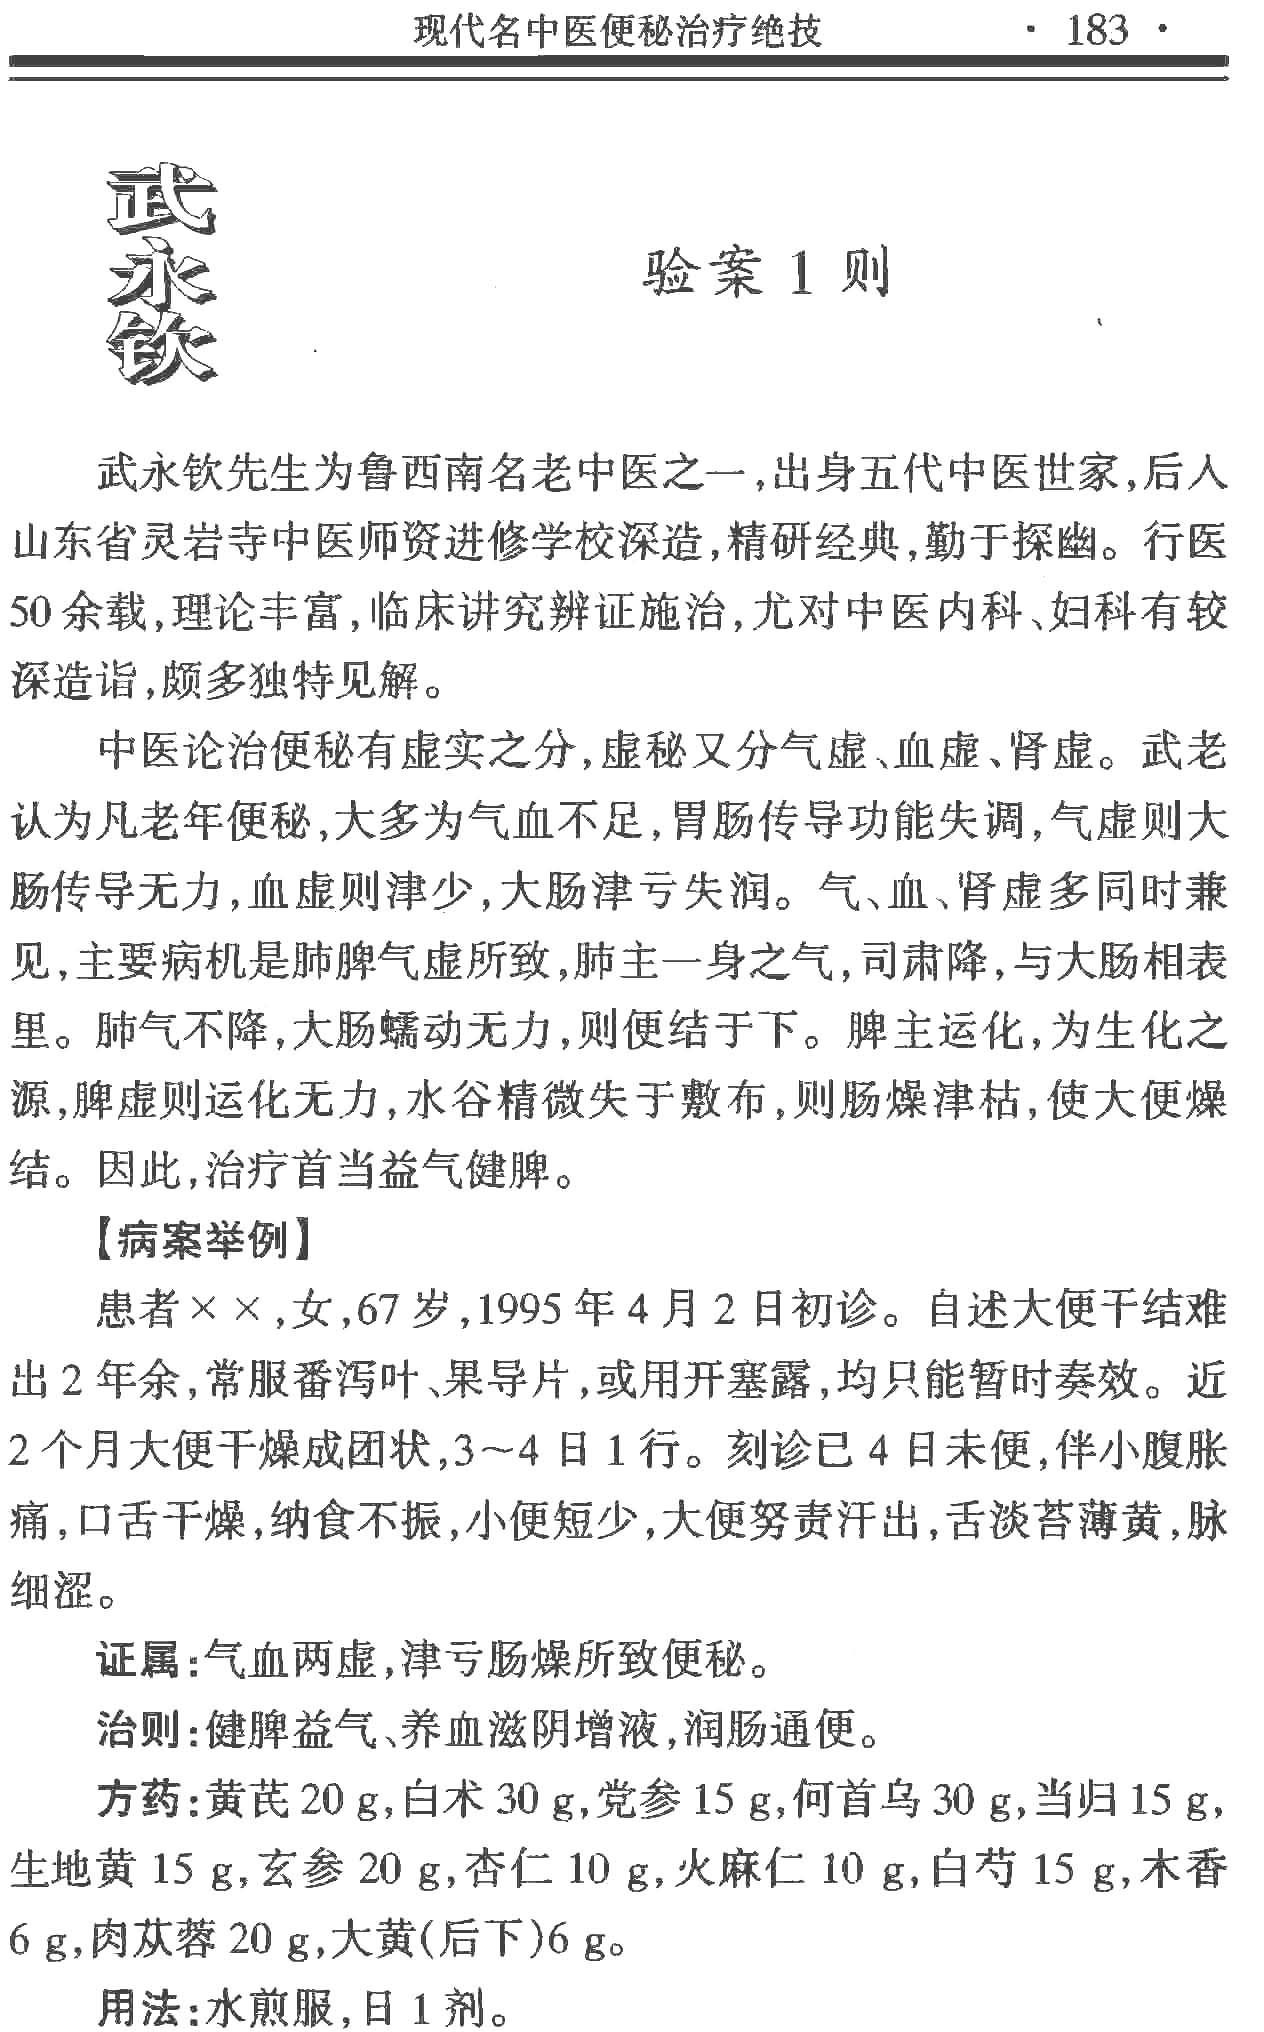 现代名中医便秘治疗绝技 · 183 ·
武永钦
验案 1 则
武永钦先生为鲁西南名老中医之一,出身五代中医世家,后入
山东省灵岩寺中医师资进修学校深造,精研经典,勤于探幽。行医
50 余载,理论丰富,临床讲究辨证施治,尤对中医内科、妇科有较
深造诣,颇多独特见解。
中医论治便秘有虚实之分,虚秘又分气虚、血虚、肾虚。武老
认为凡老年便秘,大多为气血不足,胃肠传导功能失调,气虚则大
肠传导无力,血虚则津少,大肠津亏失润。气、血、肾虚多同时兼
见,主要病机是肺脾气虚所致,肺主一身之气,司肃降,与大肠相表
里。肺气不降,大肠蠕动无力,则便结于下。脾主运化,为生化之
源,脾虚则运化无力,水谷精微失于敷布,则肠燥津枯,使大便燥
结。因此,治疗首当益气健脾。
【病案举例】
患者××,女,67 岁,1995 年 4 月 2 日初诊。自述大便干结难
出 2 年余,常服番泻叶、果导片,或用开塞露,均只能暂时奏效。近
2 个月大便干燥成团状,3～4 日 1 行。刻诊已 4 日未便,伴小腹胀
痛,口舌干燥,纳食不振,小便短少,大便努责汗出,舌淡苔薄黄,脉
细涩。
证属:气血两虚,津亏肠燥所致便秘。
治则:健脾益气、养血滋阴增液,润肠通便。
方药:黄芪 20 g,白术 30 g,党参 15 g,何首乌 30 g,当归 15 g,
生地黄 15 g,玄参 20 g,杏仁 10 g,火麻仁 10 g,白芍 15 g,木香
6 g,肉苁蓉 20 g,大黄(后下)6 g。
用法:水煎服,日 1 剂。